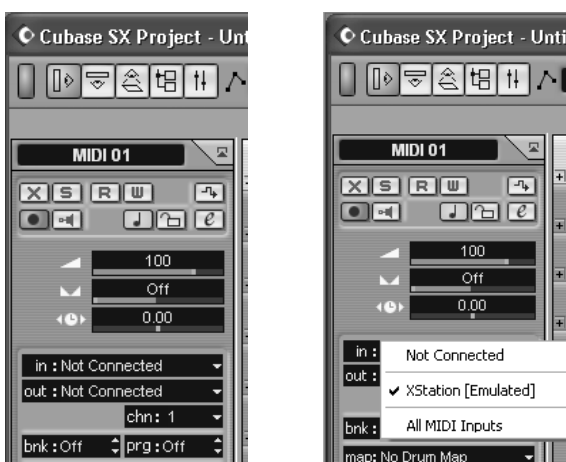 Cubase SX Project - Unt
MIDI 01
X S R W
e
100
Off
0.00
in : Not Connected
out : Not Connected
chn: 1
bnk : Off prg : Off
Cubase SX Project - Unti
MIDI 01
X S R W
e
100
Off
0.00
in :
Not Connected
out :
XStation [Emulated]
bnk :
All MIDI Inputs
map: No Drum Map